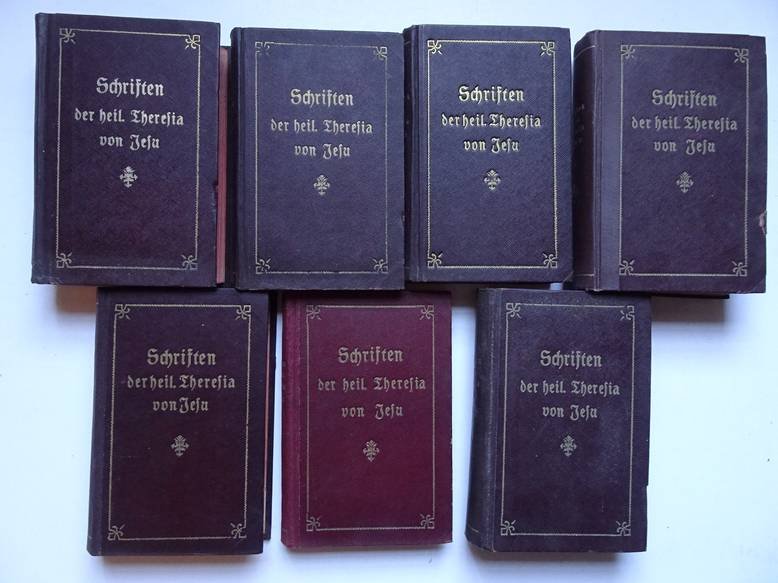 Schriften
der heil. Theresia
von Jesu
Schriften
der heil. Theresia
von Jesu
Schriften
der heil. Theresia
von Jesu
Schriften
der heil. Theresia
von Jesu
Schriften
der heil. Theresia
von Jesu
Schriften
der heil. Theresia
von Jesu
Schriften
der heil. Theresia
von Jesu